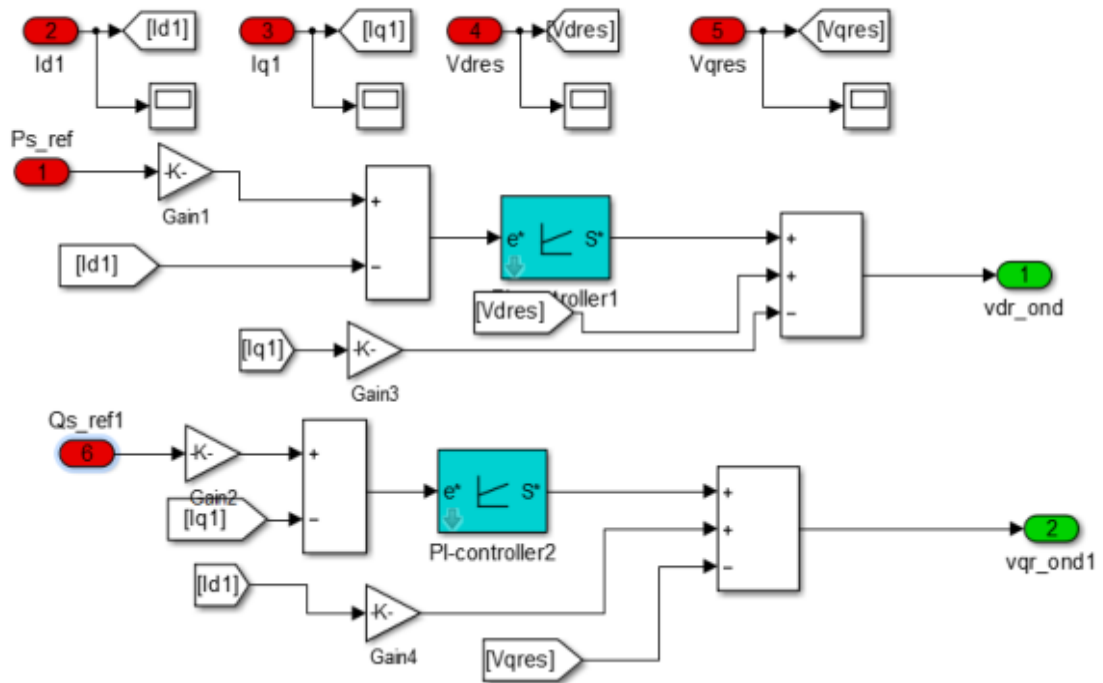 2
[Id1]
3
[Iq1]
4
[Vdres]
5
[Vqres]
Id1
Iq1
Vdres
Vqres
Ps_ref
1
-K-
Gain1
+
−
[Id1]
e*
S*
+
+
−
1
vdr_ond
[Vdres]
[Iq1]
-K-
Gain3
Qs_ref1
6
-K-
Gain2
+
−
[Iq1]
e*
S*
PI-controller2
+
+
−
2
vqr_ond1
[Id1]
-K-
Gain4
[Vqres]